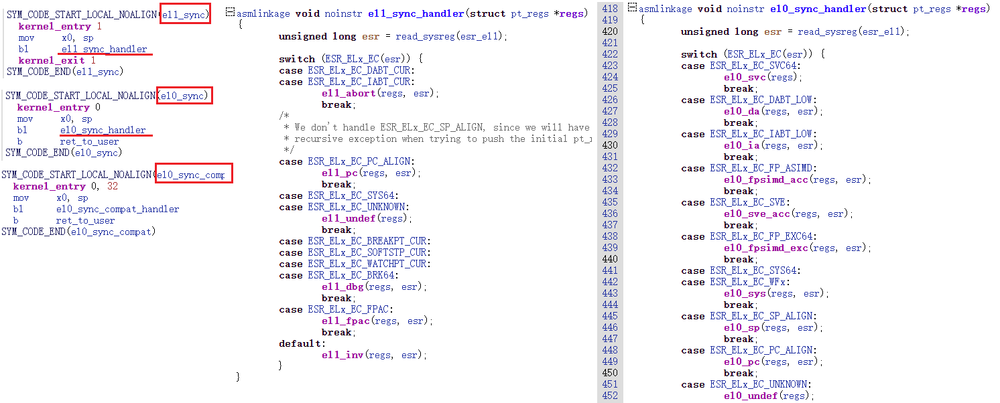 SYM_CODE_START_LOCAL_NOALIGN(el1_sync)
kernel_entry 1
mov x0, sp
bl el1_sync_handler
kernel_exit 1
SYM_CODE_END(el1_sync)
SYM_CODE_START_LOCAL_NOALIGN(el0_sync)
kernel_entry 0
mov x0, sp
bl el0_sync_handler
b ret_to_user
SYM_CODE_END(el0_sync)
SYM_CODE_START_LOCAL_NOALIGN(el0_sync_comp
kernel_entry 0, 32
mov x0, sp
bl el0_sync_compat_handler
b ret_to_user
SYM_CODE_END(el0_sync_compat)
asmlinkage void noinstr el1_sync_handler(struct pt_regs *regs)
{
unsigned long esr = read_sysreg(esr_el1);
switch (ESR_ELx_EC(esr)) {
case ESR_ELx_EC_DABT_CUR:
case ESR_ELx_EC_IABT_CUR:
el1_abort(regs, esr);
break;
/*
* We don't handle ESR_ELx_EC_SP_ALIGN, since we will have
* recursive exception when trying to push the initial pt_r
*/
case ESR_ELx_EC_PC_ALIGN:
el1_pc(regs, esr);
break;
case ESR_ELx_EC_SYS64:
case ESR_ELx_EC_UNKNOWN:
el1_undef(regs);
break;
case ESR_ELx_EC_BREAKPT_CUR:
case ESR_ELx_EC_SOFTSTP_CUR:
case ESR_ELx_EC_WATCHPT_CUR:
case ESR_ELx_EC_BRK64:
el1_dbg(regs, esr);
break;
case ESR_ELx_EC_FPAC:
el1_fpac(regs, esr);
break;
default:
el1_inv(regs, esr);
}
}
418 asmlinkage void noinstr el0_sync_handler(struct pt_regs *regs)
419 {
420 unsigned long esr = read_sysreg(esr_el1);
421
422 switch (ESR_ELx_EC(esr)) {
423 case ESR_ELx_EC_SVC64:
424 el0_svc(regs);
425 break;
426 case ESR_ELx_EC_DABT_LOW:
427 el0_da(regs, esr);
428 break;
429 case ESR_ELx_EC_IABT_LOW:
430 el0_ia(regs, esr);
431 break;
432 case ESR_ELx_EC_FP_ASIMD:
433 el0_fpsimd_acc(regs, esr);
434 break;
435 case ESR_ELx_EC_SVE:
436 el0_sve_acc(regs, esr);
437 break;
438 case ESR_ELx_EC_FP_EXC64:
439 el0_fpsimd_exc(regs, esr);
440 break;
441 case ESR_ELx_EC_SYS64:
442 case ESR_ELx_EC_WFx:
443 el0_sys(regs, esr);
444 break;
445 case ESR_ELx_EC_SP_ALIGN:
446 el0_sp(regs, esr);
447 break;
448 case ESR_ELx_EC_PC_ALIGN:
449 el0_pc(regs, esr);
450 break;
451 case ESR_ELx_EC_UNKNOWN:
452 el0_undef(regs);